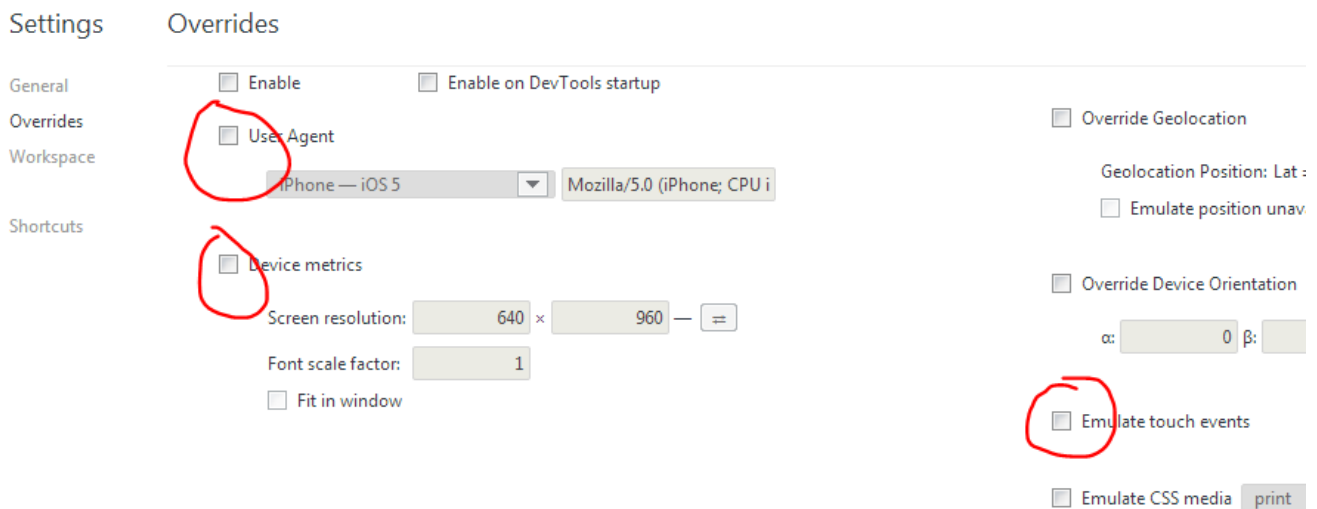 Settings
Overrides
General
Overrides
Workspace
Shortcuts
Enable
Enable on DevTools startup
User Agent
iPhone — iOS 5
Mozilla/5.0 (iPhone; CPU i
Device metrics
Screen resolution: 640 × 960 — ⇌
Font scale factor: 1
Fit in window
Override Geolocation
Geolocation Position: Lat =
Emulate position unav
Override Device Orientation
α: 0 β:
Emulate touch events
Emulate CSS media print